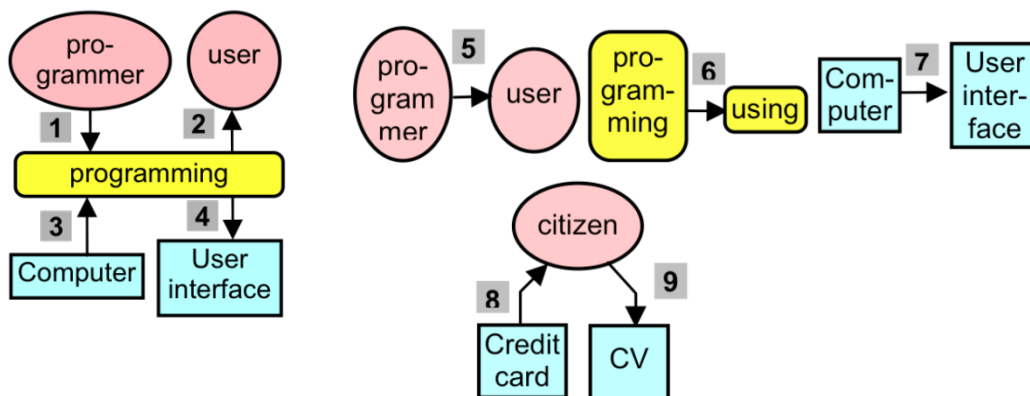 pro-
grammer
user
1
2
programming
3
4
Computer
User
interface
pro-
gram
mer
5
user
pro-
gram-
ming
6
using
Com-
puter
7
User
inter-
face
citizen
8
9
Credit
card
CV